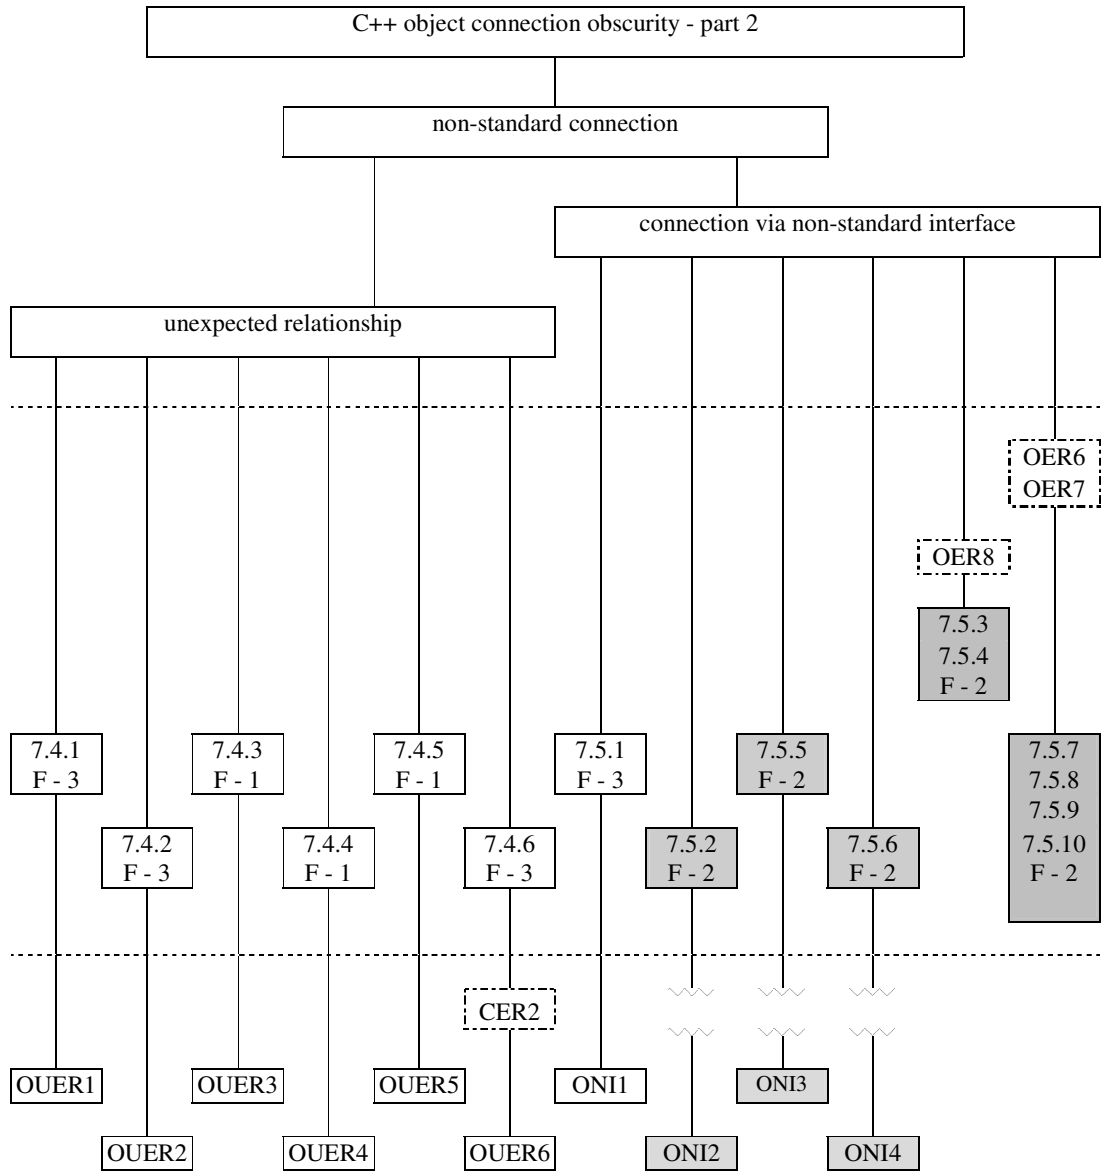 C++ object connection obscurity - part 2
non-standard connection
connection via non-standard interface
unexpected relationship
OER6
OER7
OER8
7.5.3
7.5.4
F - 2
7.4.1
F - 3
7.4.3
F - 1
7.4.5
F - 1
7.5.1
F - 3
7.5.5
F - 2
7.5.7
7.5.8
7.5.9
7.5.10
F - 2
7.4.2
F - 3
7.4.4
F - 1
7.4.6
F - 3
7.5.2
F - 2
7.5.6
F - 2
CER2
OUER1
OUER3
OUER5
ONI1
ONI3
OUER2
OUER4
OUER6
ONI2
ONI4